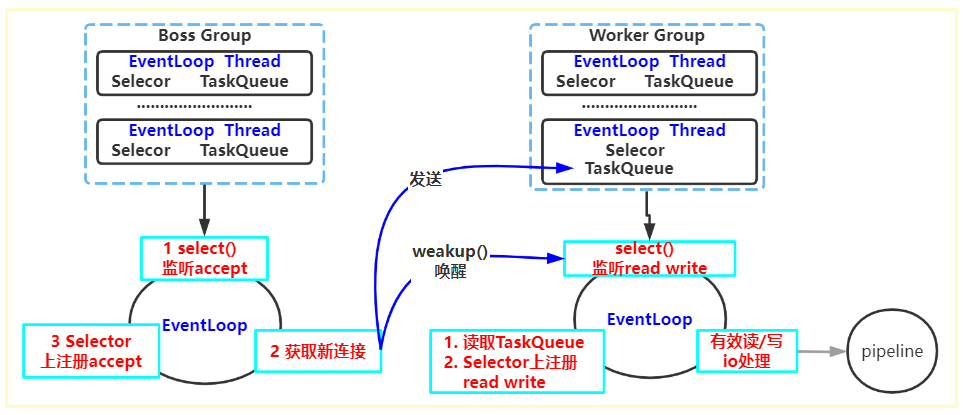 Boss Group
EventLoop Thread
Selecor TaskQueue
EventLoop Thread
Selecor TaskQueue
Worker Group
EventLoop Thread
Selecor TaskQueue
EventLoop Thread
Selecor
TaskQueue
发送
weakup()
唤醒
1 select()
监听accept
EventLoop
2 获取新连接
3 Selector
上注册accept
select()
监听read write
EventLoop
1. 读取TaskQueue
2. Selector上注册
read write
有效读/写
io处理
pipeline